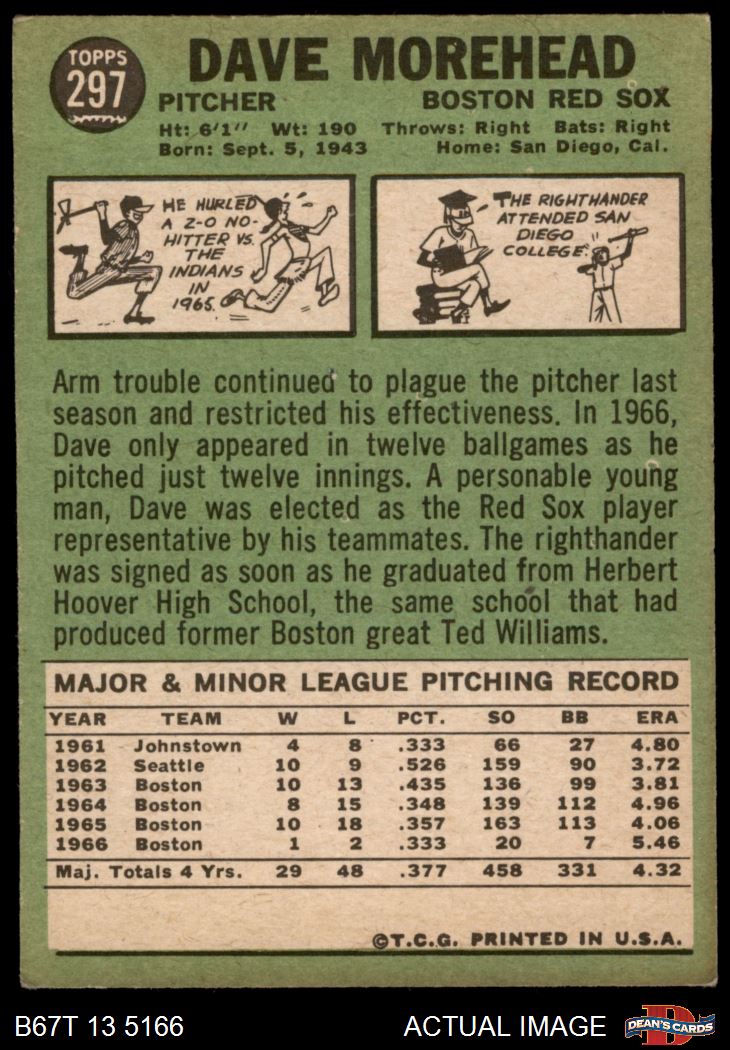 TOPPS
297
DAVE MOREHEAD
PITCHER BOSTON RED SOX
Ht: 6'1'' Wt: 190 Throws: Right Bats: Right
Born: Sept. 5, 1943 Home: San Diego, Cal.
HE HURLED
A 2-0 NO-
HITTER VS.
THE
INDIANS
IN
1965.
THE RIGHTHANDER
ATTENDED SAN
DIEGO
COLLEGE.
Arm trouble continued to plague the pitcher last
season and restricted his effectiveness. In 1966,
Dave only appeared in twelve ballgames as he
pitched just twelve innings. A personable young
man, Dave was elected as the Red Sox player
representative by his teammates. The righthander
was signed as soon as he graduated from Herbert
Hoover High School, the same school that had
produced former Boston great Ted Williams.
MAJOR & MINOR LEAGUE PITCHING RECORD
YEAR TEAM W L PCT. SO BB ERA
1961 Johnstown 4 8 .333 66 27 4.80
1962 Seattle 10 9 .526 159 90 3.72
1963 Boston 10 13 .435 136 99 3.81
1964 Boston 8 15 .348 139 112 4.96
1965 Boston 10 18 .357 163 113 4.06
1966 Boston 1 2 .333 20 7 5.46
Maj. Totals 4 Yrs. 29 48 .377 458 331 4.32
©T.C.G. PRINTED IN U.S.A.
B67T 13 5166 ACTUAL IMAGE
D
DEAN'S CARDS